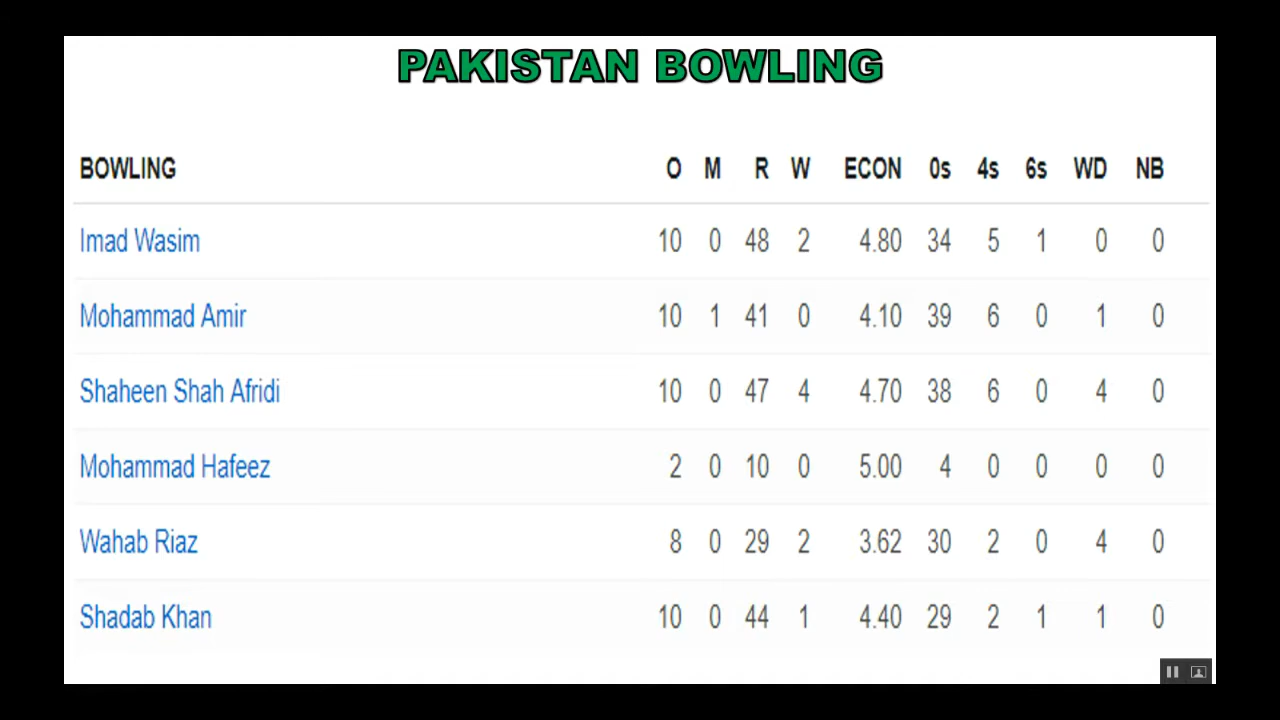 PAKISTAN BOWLING
BOWLING O M R W ECON 0s 4s 6s WD NB
Imad Wasim 10 0 48 2 4.80 34 5 1 0 0
Mohammad Amir 10 1 41 0 4.10 39 6 0 1 0
Shaheen Shah Afridi 10 0 47 4 4.70 38 6 0 4 0
Mohammad Hafeez 2 0 10 0 5.00 4 0 0 0 0
Wahab Riaz 8 0 29 2 3.62 30 2 0 4 0
Shadab Khan 10 0 44 1 4.40 29 2 1 1 0